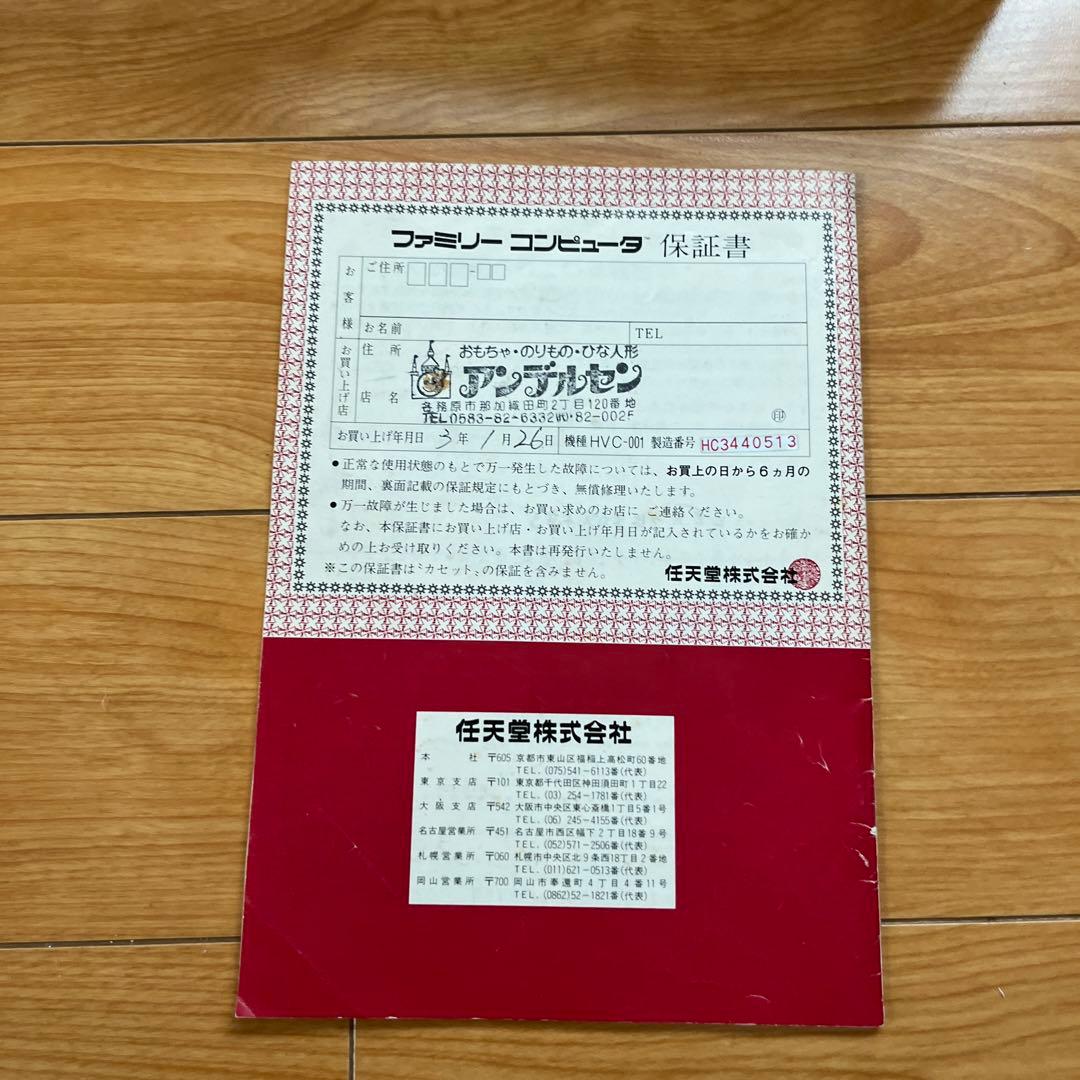 ファミリー コンピュータ™ 保証書
お客様
ご住所 □□□-□□
お名前 TEL
お買い上げ店
住所
店名
おもちゃ・のりもの・ひな人形
アンデルセン
各務原市那加織田町2丁目120番地
TEL 0583-82-6332㈹・82-0025
㊞
お買い上げ年月日 3年 1月 26日 機種 HVC-001 製造番号 HC3440513
●正常な使用状態のもとで万一発生した故障については、お買上の日から6ヵ月の
期間、裏面記載の保証規定にもとづき、無償修理いたします。
●万一故障が生じました場合は、お買い求めのお店に ご連絡ください。
なお、本保証書にお買い上げ店・お買い上げ年月日が記入されているかをお確か
めの上お受け取りください。本書は再発行いたしません。
※この保証書は〝カセット〟の保証を含みません。
任天堂株式会社
任天堂株式会社
本社 〒605 京都市東山区福稲上高松町60番地
TEL. (075)541-6113番(代表)
東京支店 〒101 東京都千代田区神田須田町1丁目22
TEL. (03) 254-1781番(代表)
大阪支店 〒542 大阪市中央区東心斎橋1丁目5番1号
TEL. (06) 245-4155番(代表)
名古屋営業所 〒451 名古屋市西区幅下2丁目18番9号
TEL. (052)571-2506番(代表)
札幌営業所 〒060 札幌市中央区北9条西18丁目2番地
TEL. (011)621-0513番(代表)
岡山営業所 〒700 岡山市奉還町4丁目4番11号
TEL. (0862)52-1821番(代表)